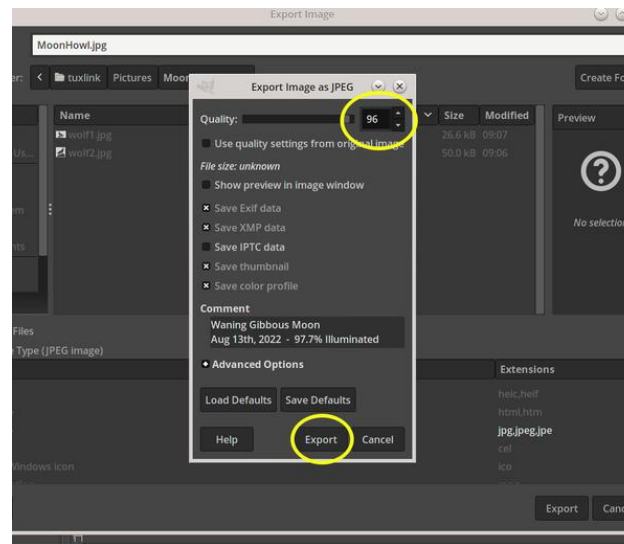 Export Image
MoonHowl.jpg
tuxlink Pictures Moon
Create Fo
Export Image as JPEG
Name
Size Modified
Preview
Quality: 96
wolf1.jpg
26.6 kB 09:07
Use quality settings from original image
wolf2.jpg
50.0 kB 09:06
File size: unknown
Show preview in image window
Save Exif data
Save XMP data
No selection
Save IPTC data
Save thumbnail
Save color profile
Comment
Waning Gibbous Moon
Files
Aug 13th, 2022 - 97.7% Illuminated
Type (JPEG image)
Advanced Options
Extensions
heic,heif
Load Defaults Save Defaults
html,htm
jpg,jpeg,jpe
Help Export Cancel
cel
Windows icon
ico
Export Canc